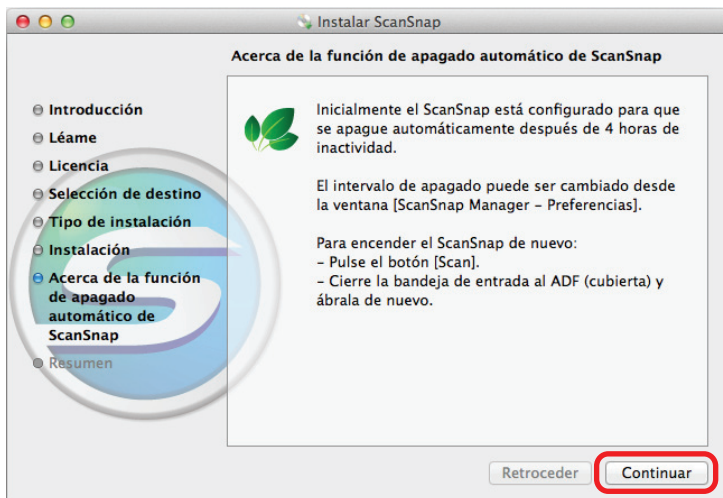 Instalar ScanSnap
Acerca de la función de apagado automático de ScanSnap
Introducción
Léame
Licencia
Selección de destino
Tipo de instalación
Instalación
Acerca de la función
de apagado
automático de
ScanSnap
Resumen
Inicialmente el ScanSnap está configurado para que
se apague automáticamente después de 4 horas de
inactividad.
El intervalo de apagado puede ser cambiado desde
la ventana [ScanSnap Manager – Preferencias].
Para encender el ScanSnap de nuevo:
– Pulse el botón [Scan].
– Cierre la bandeja de entrada al ADF (cubierta) y
ábrala de nuevo.
Retroceder
Continuar